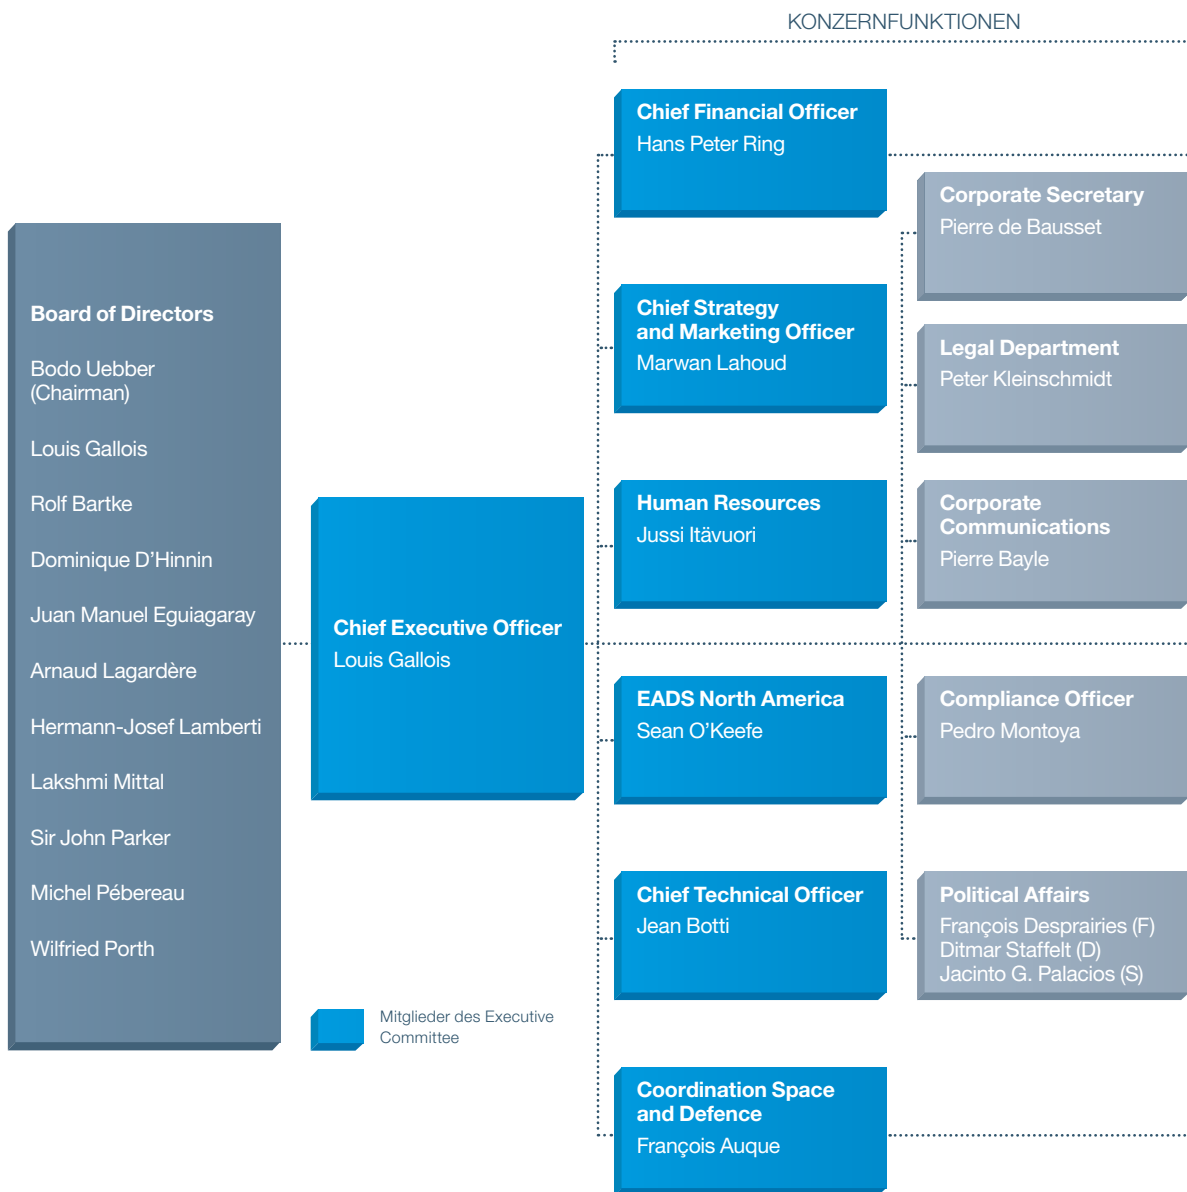 KONZERNFUNKTIONEN
Board of Directors
Bodo Uebber
(Chairman)
Louis Gallois
Rolf Bartke
Dominique D’Hinnin
Juan Manuel Eguiagaray
Arnaud Lagardère
Hermann-Josef Lamberti
Lakshmi Mittal
Sir John Parker
Michel Pébereau
Wilfried Porth
Chief Executive Officer
Louis Gallois
Mitglieder des Executive
Committee
Chief Financial Officer
Hans Peter Ring
Chief Strategy
and Marketing Officer
Marwan Lahoud
Human Resources
Jussi Itävuori
EADS North America
Sean O’Keefe
Chief Technical Officer
Jean Botti
Coordination Space
and Defence
François Auque
Corporate Secretary
Pierre de Bausset
Legal Department
Peter Kleinschmidt
Corporate
Communications
Pierre Bayle
Compliance Officer
Pedro Montoya
Political Affairs
François Desprairies (F)
Ditmar Staffelt (D)
Jacinto G. Palacios (S)